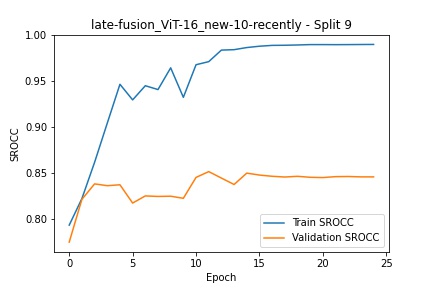 late-fusion_ViT-16_new-10-recently - Split 9
SROCC
1.00
0.95
0.90
0.85
0.80
0 5 10 15 20 25
Epoch
Train SROCC
Validation SROCC